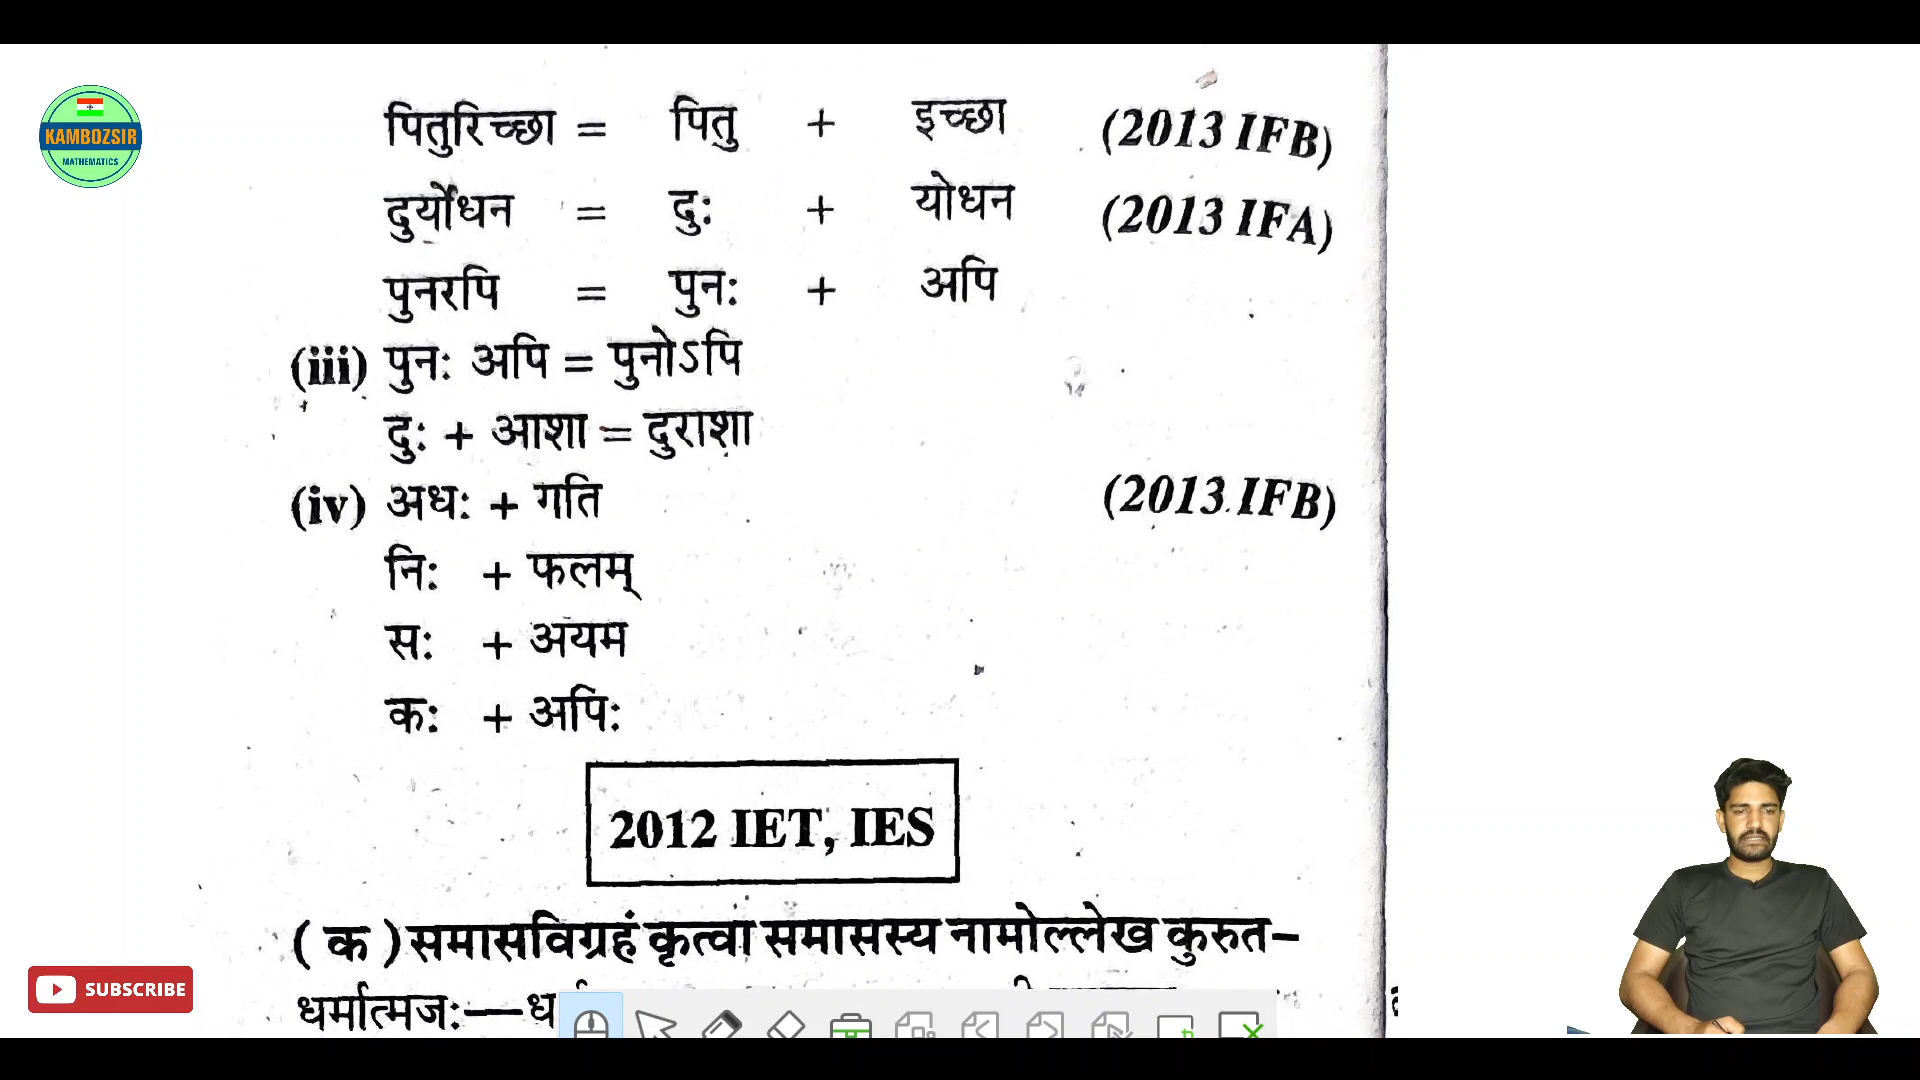 KAMBOZSIR
MATHEMATICS
पितुरिच्छा = पितु + इच्छा (2013 IFB)
दुर्योधन = दुः + योधन (2013 IFA)
पुनरपि = पुनः + अपि
(iii) पुनः अपि = पुनोऽपि
दुः + आशा = दुराशा
(iv) अधः + गति (2013 IFB)
निः + फलम्
सः + अयम
कः + अपिः
2012 IET, IES
( क ) समासविग्रहं कृत्वा समासस्य नामोल्लेख कुरुत–
धर्मात्मजः—ध
SUBSCRIBE